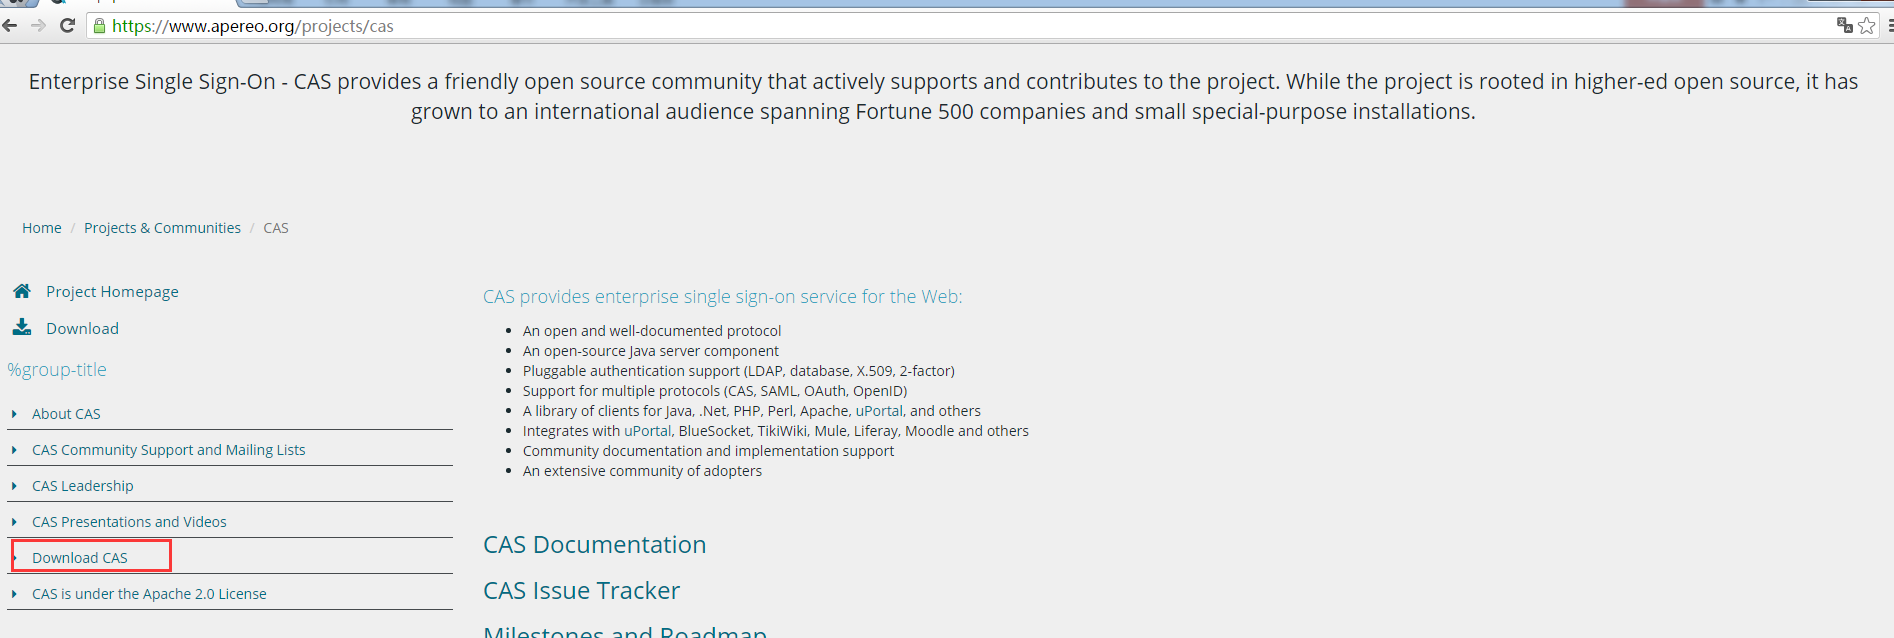 https://www.apereo.org/projects/cas
Enterprise Single Sign-On - CAS provides a friendly open source community that actively supports and contributes to the project. While the project is rooted in higher-ed open source, it has
grown to an international audience spanning Fortune 500 companies and small special-purpose installations.
Home / Projects & Communities / CAS
Project Homepage
Download
%group-title
About CAS
CAS Community Support and Mailing Lists
CAS Leadership
CAS Presentations and Videos
Download CAS
CAS is under the Apache 2.0 License
CAS provides enterprise single sign-on service for the Web:
An open and well-documented protocol
An open-source Java server component
Pluggable authentication support (LDAP, database, X.509, 2-factor)
Support for multiple protocols (CAS, SAML, OAuth, OpenID)
A library of clients for Java, .Net, PHP, Perl, Apache, uPortal, and others
Integrates with uPortal, BlueSocket, TikiWiki, Mule, Liferay, Moodle and others
Community documentation and implementation support
An extensive community of adopters
CAS Documentation
CAS Issue Tracker
Milestones and Roadmap